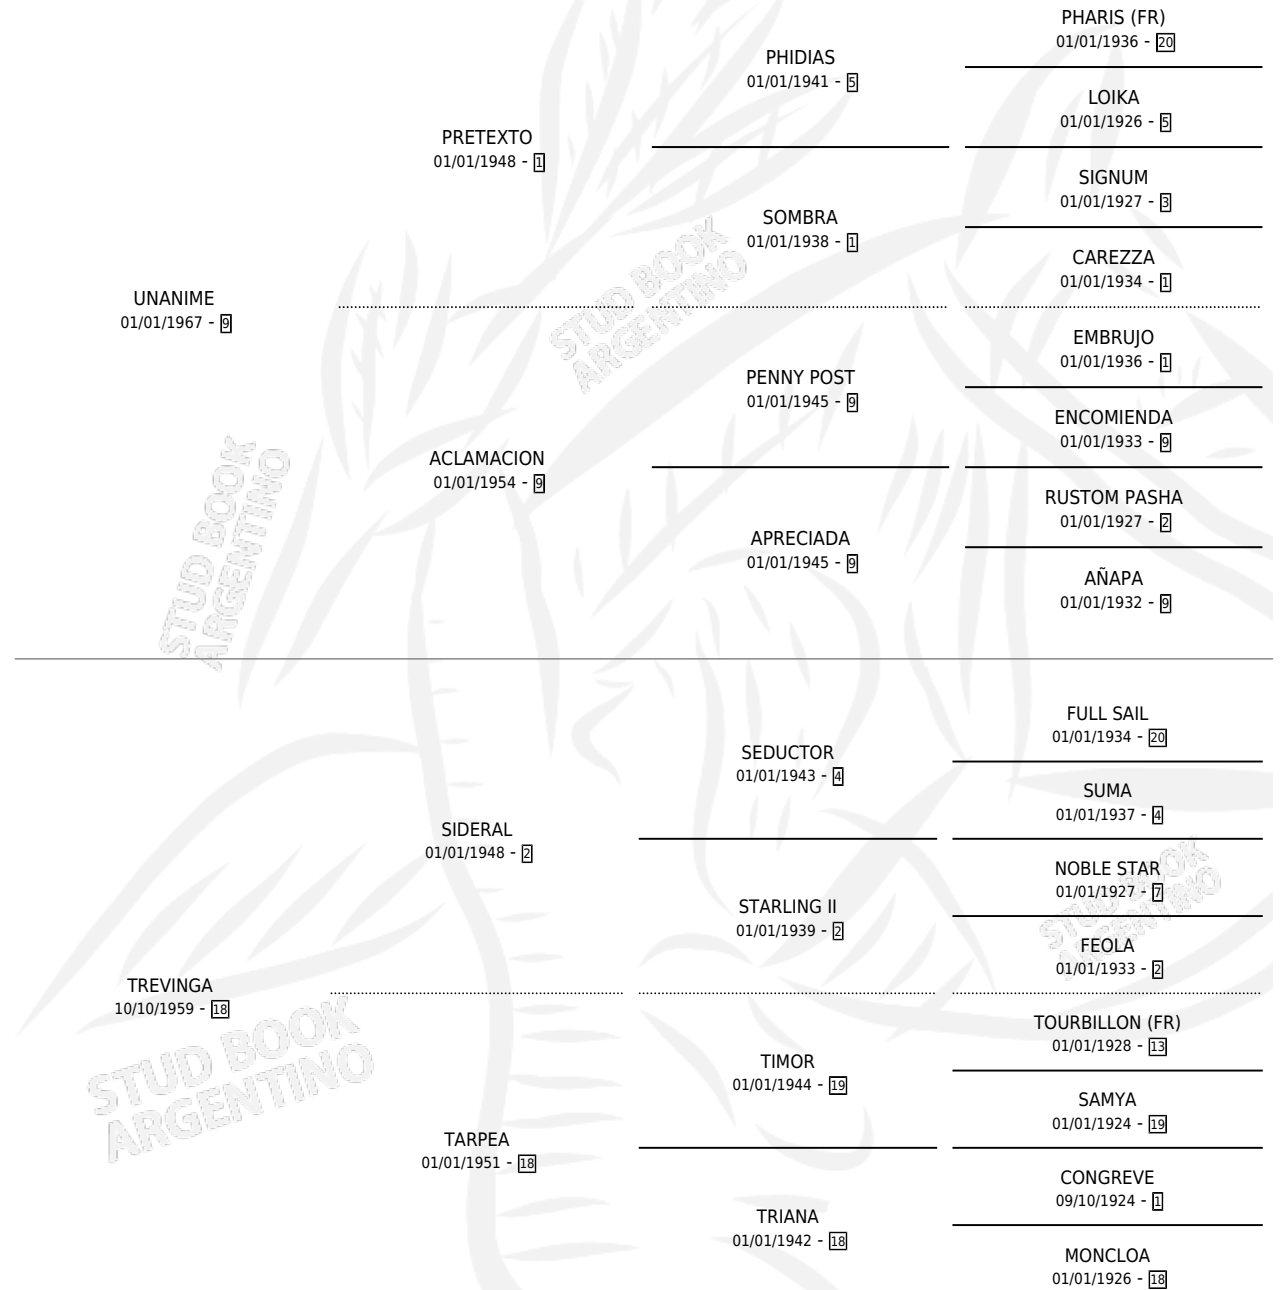 PHARIS (FR)
01/01/1936 - 20
PHIDIAS
01/01/1941 - 5
LOIKA
01/01/1926 - 5
PRETEXTO
01/01/1948 - 1
SIGNUM
01/01/1927 - 3
SOMBRA
01/01/1938 - 1
CAREZZA
01/01/1934 - 1
UNANIME
01/01/1967 - 9
EMBRUJO
01/01/1936 - 1
PENNY POST
01/01/1945 - 9
ENCOMIENDA
01/01/1933 - 9
ACLAMACION
01/01/1954 - 9
RUSTOM PASHA
01/01/1927 - 2
APRECIADA
01/01/1945 - 9
AÑAPA
01/01/1932 - 9
FULL SAIL
01/01/1934 - 20
SEDUCTOR
01/01/1943 - 4
SUMA
01/01/1937 - 4
SIDERAL
01/01/1948 - 2
NOBLE STAR
01/01/1927 - 7
STARLING II
01/01/1939 - 2
FEOLA
01/01/1933 - 2
TREVINGA
10/10/1959 - 18
TOURBILLON (FR)
01/01/1928 - 13
TIMOR
01/01/1944 - 19
SAMYA
01/01/1924 - 19
TARPEA
01/01/1951 - 18
CONGREVE
09/10/1924 - 1
TRIANA
01/01/1942 - 18
MONCLOA
01/01/1926 - 18
STUD BOOK
ARGENTINO
STUD BOOK
ARGENTINO
STUD BOOK
ARGENTINO
STUD BOOK
ARGENTINO